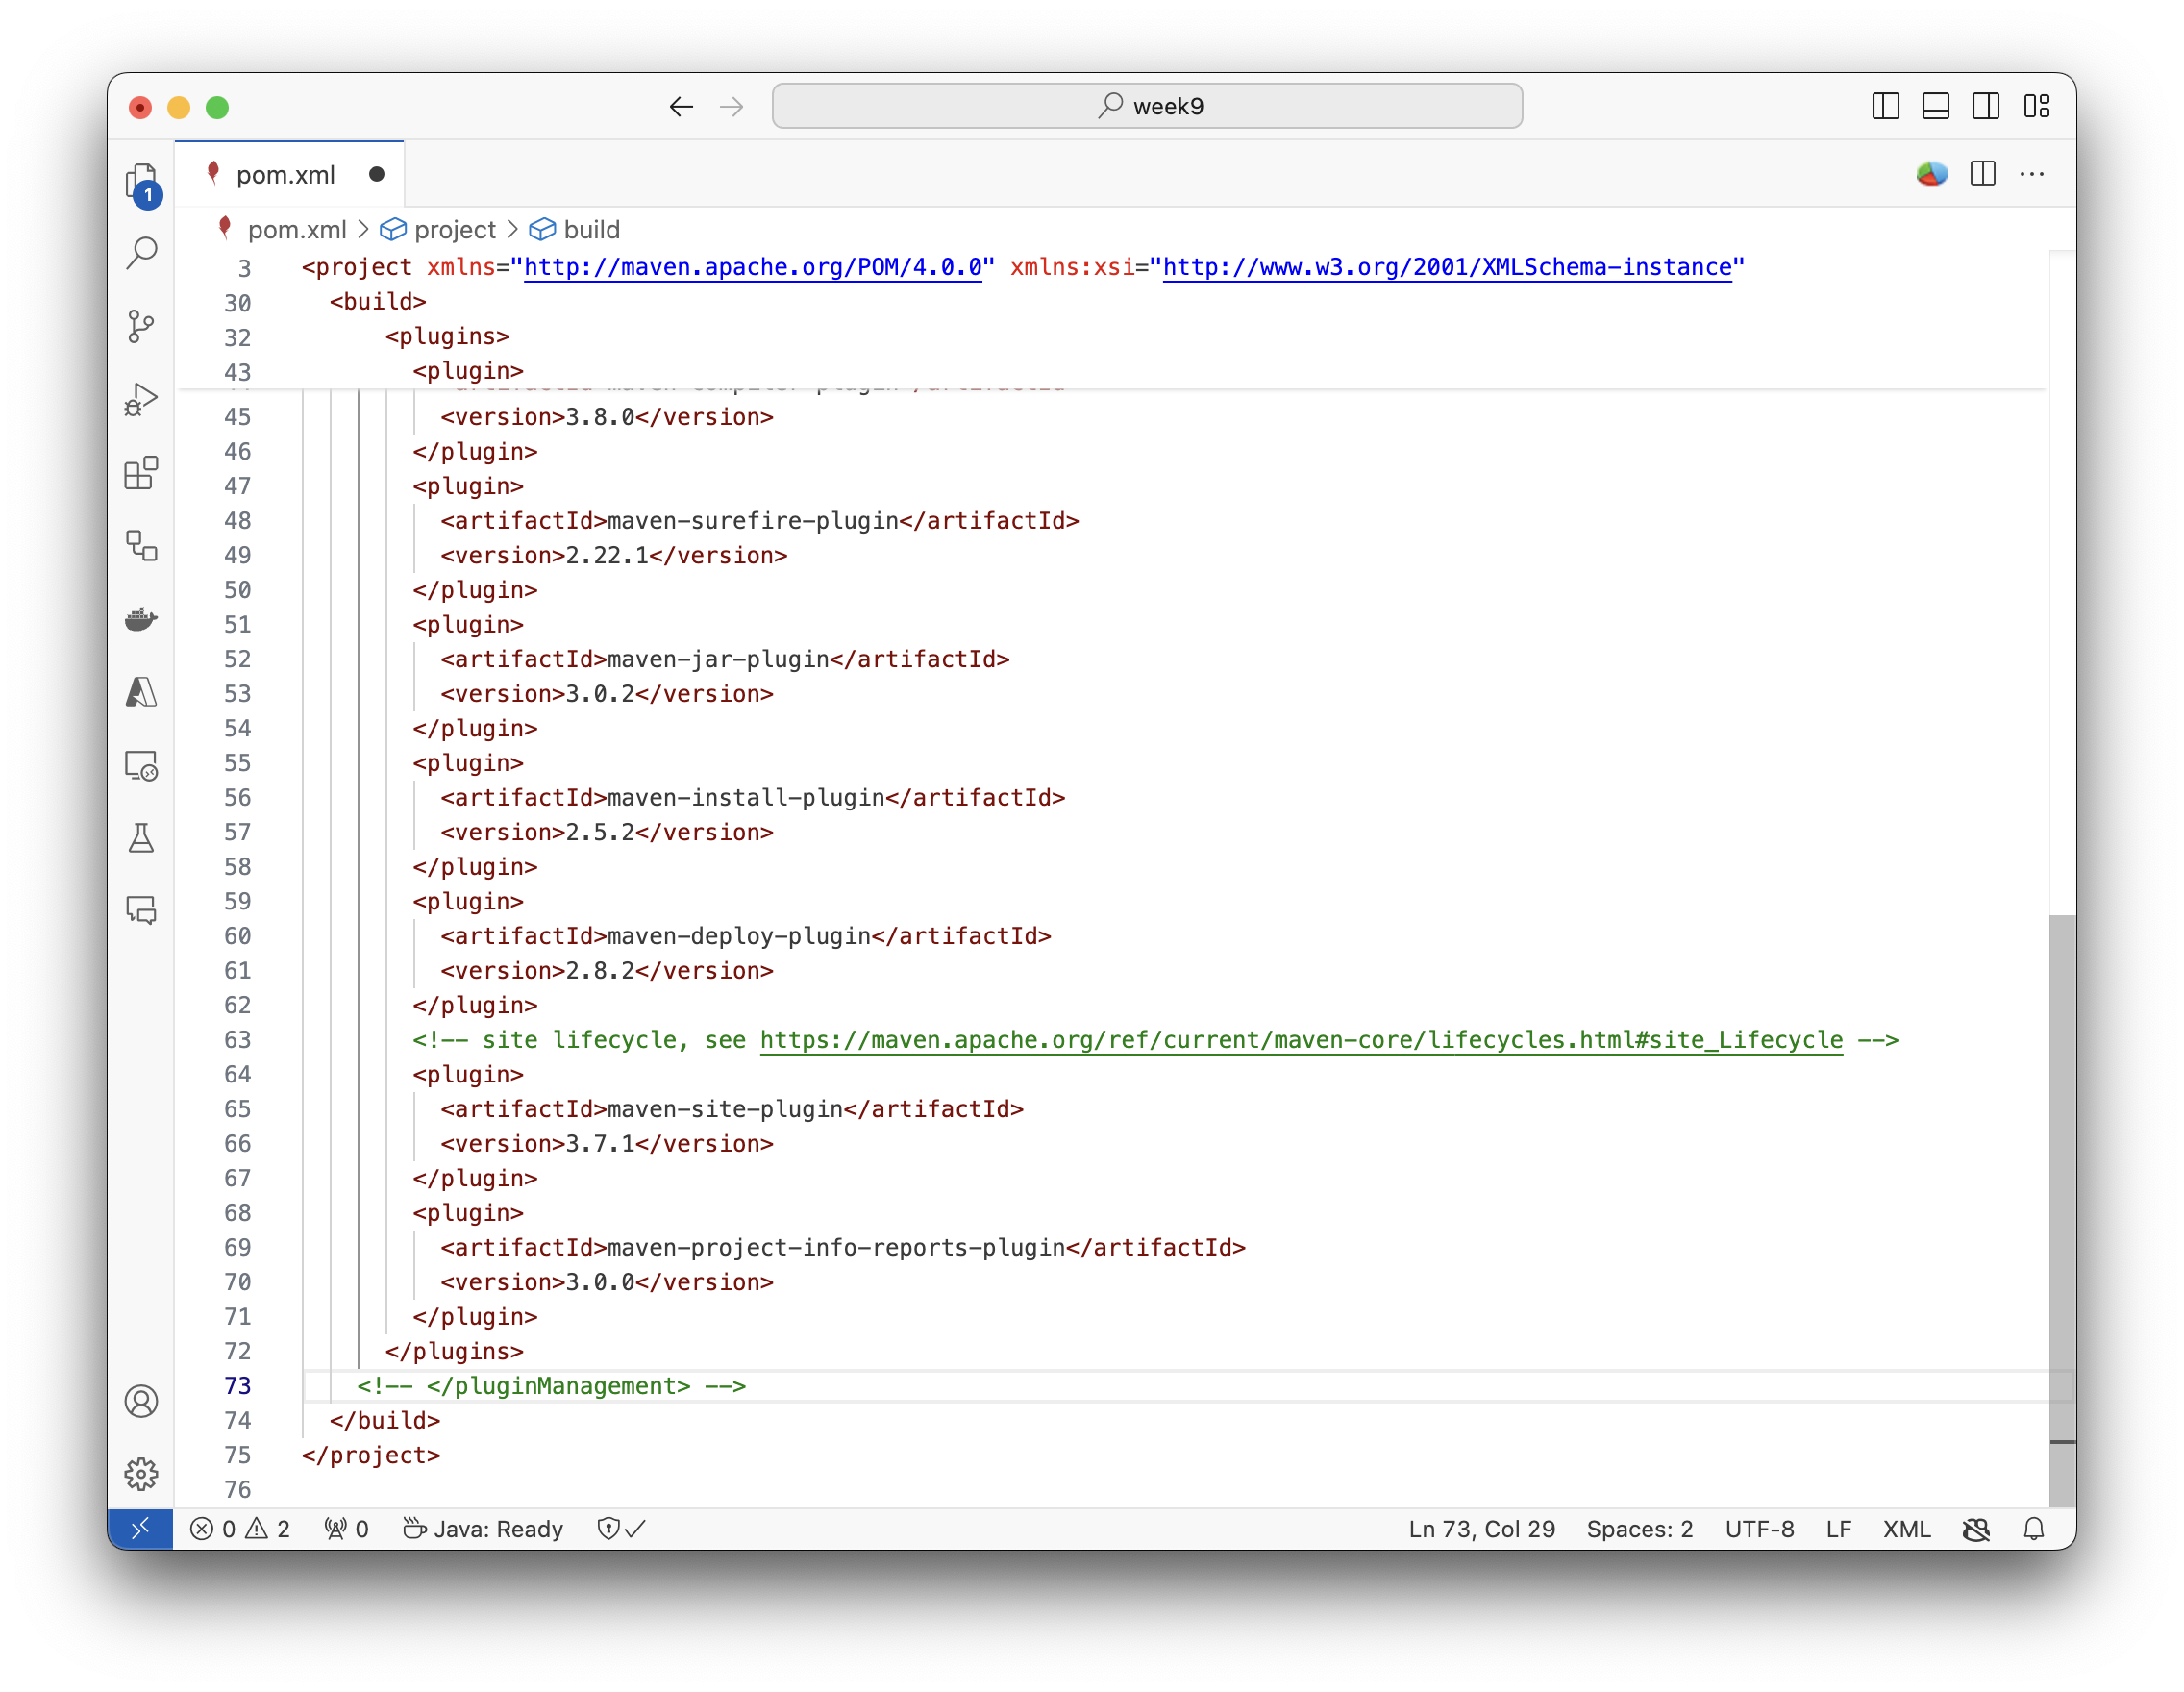 week9
1
pom.xml
pom.xml > project > build
3 <project xmlns="http://maven.apache.org/POM/4.0.0" xmlns:xsi="http://www.w3.org/2001/XMLSchema-instance"
30 <build>
32 <plugins>
43 <plugin>
45 <version>3.8.0</version>
46 </plugin>
47 <plugin>
48 <artifactId>maven-surefire-plugin</artifactId>
49 <version>2.22.1</version>
50 </plugin>
51 <plugin>
52 <artifactId>maven-jar-plugin</artifactId>
53 <version>3.0.2</version>
54 </plugin>
55 <plugin>
56 <artifactId>maven-install-plugin</artifactId>
57 <version>2.5.2</version>
58 </plugin>
59 <plugin>
60 <artifactId>maven-deploy-plugin</artifactId>
61 <version>2.8.2</version>
62 </plugin>
63 <!-- site lifecycle, see https://maven.apache.org/ref/current/maven-core/lifecycles.html#site_Lifecycle -->
64 <plugin>
65 <artifactId>maven-site-plugin</artifactId>
66 <version>3.7.1</version>
67 </plugin>
68 <plugin>
69 <artifactId>maven-project-info-reports-plugin</artifactId>
70 <version>3.0.0</version>
71 </plugin>
72 </plugins>
73 <!-- </pluginManagement> -->
74 </build>
75 </project>
76
0 2 0 Java: Ready Ln 73, Col 29 Spaces: 2 UTF-8 LF XML